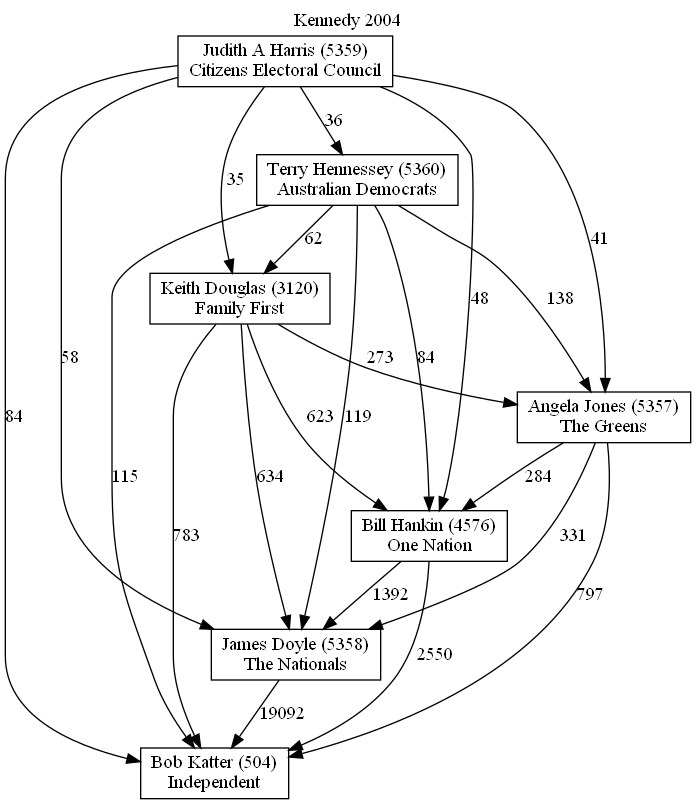 Kennedy 2004
Judith A Harris (5359)
Citizens Electoral Council
36
Terry Hennessey (5360)
Australian Democrats
35
62
41
Keith Douglas (3120)
Family First
48
138
58
84
273
84
119
623
Angela Jones (5357)
The Greens
115
634
284
783
Bill Hankin (4576)
One Nation
331
1392
797
James Doyle (5358)
The Nationals
2550
19092
Bob Katter (504)
Independent